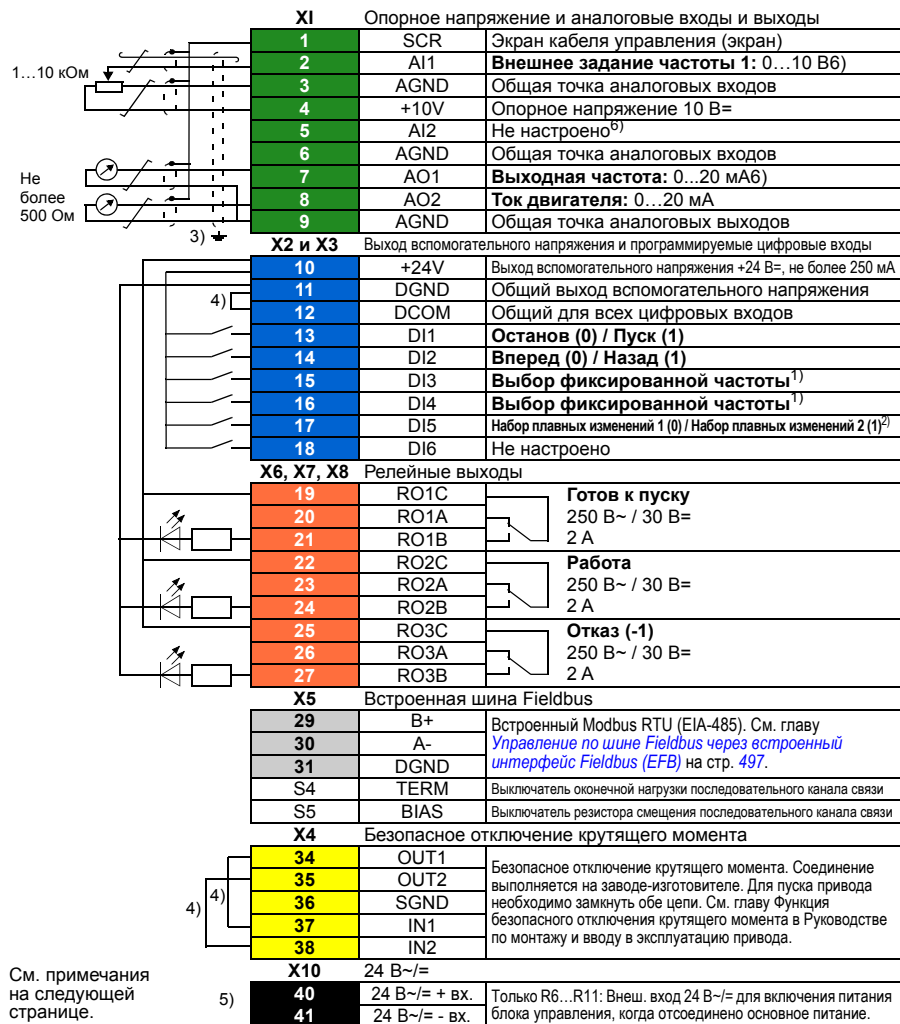 XI Опорное напряжение и аналоговые входы и выходы
1 SCR Экран кабеля управления (экран)
1…10 кОм
2 AI1 Внешнее задание частоты 1: 0…10 В6)
3 AGND Общая точка аналоговых входов
4 +10V Опорное напряжение 10 В=
5 AI2 Не настроено6)
6 AGND Общая точка аналоговых входов
Не
более
500 Ом
7 AO1 Выходная частота: 0...20 мА6)
8 AO2 Ток двигателя: 0…20 мА
9 AGND Общая точка аналоговых выходов
3)
X2 и X3 Выход вспомогательного напряжения и программируемые цифровые входы
10 +24V Выход вспомогательного напряжения +24 В=, не более 250 мА
11 DGND Общий выход вспомогательного напряжения
4)
12 DCOM Общий для всех цифровых входов
13 DI1 Останов (0) / Пуск (1)
14 DI2 Вперед (0) / Назад (1)
15 DI3 Выбор фиксированной частоты1)
16 DI4 Выбор фиксированной частоты1)
17 DI5 Набор плавных изменений 1 (0) / Набор плавных изменений 2 (1)2)
18 DI6 Не настроено
X6, X7, X8 Релейные выходы
19 RO1C Готов к пуску
20 RO1A 250 В~ / 30 В=
21 RO1B 2 А
22 RO2C Работа
23 RO2A 250 В~ / 30 В=
24 RO2B 2 А
25 RO3C Отказ (-1)
26 RO3A 250 В~ / 30 В=
27 RO3B 2 А
X5 Встроенная шина Fieldbus
29 B+
30 A-
31 DGND
Встроенный Modbus RTU (EIA-485). См. главу
Управление по шине Fieldbus через встроенный
интерфейс Fieldbus (EFB) на стр. 497.
S4 TERM Выключатель оконечной нагрузки последовательного канала связи
S5 BIAS Выключатель резистора смещения последовательного канала связи
X4 Безопасное отключение крутящего момента
34 OUT1
35 OUT2
36 SGND
37 IN1
38 IN2
4)
4)
Безопасное отключение крутящего момента. Соединение
выполняется на заводе-изготовителе. Для пуска привода
необходимо замкнуть обе цепи. См. главу Функция
безопасного отключения крутящего момента в Руководстве
по монтажу и вводу в эксплуатацию привода.
X10 24 В~/=
См. примечания
на следующей
странице.
5)
40 24 В~/= + вх.
41 24 В~/= - вх.
Только R6…R11: Внеш. вход 24 В~/= для включения питания
блока управления, когда отсоединено основное питание.